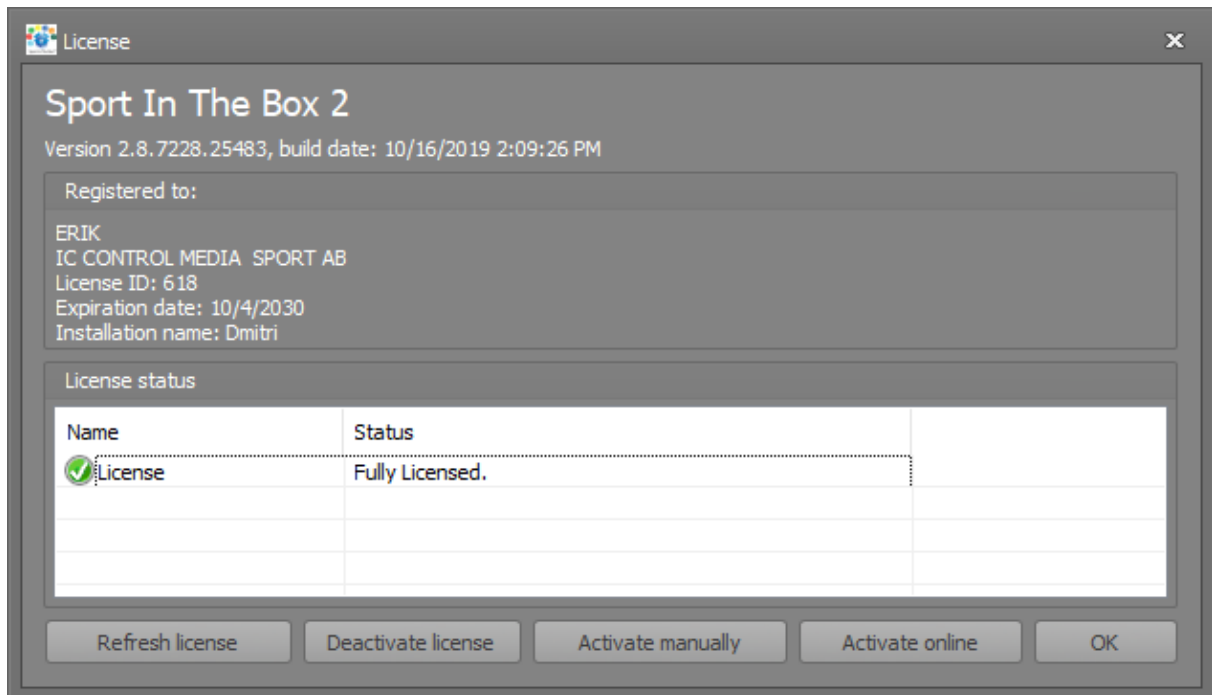 License
Sport In The Box 2
Version 2.8.7228.25483, build date: 10/16/2019 2:09:26 PM
Registered to:
ERIK
IC CONTROL MEDIA  SPORT AB
License ID: 618
Expiration date: 10/4/2030
Installation name: Dmitri
License status
Name Status
License Fully Licensed.
Refresh license Deactivate license Activate manually Activate online OK